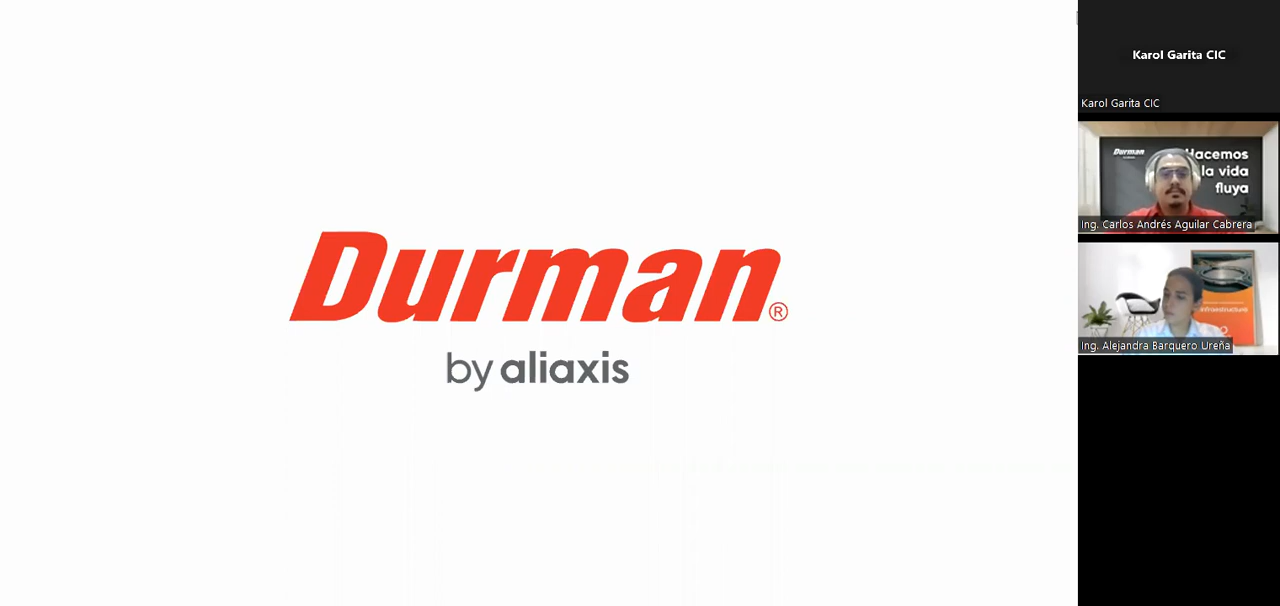 Durman®
by aliaxis
Karol Garita CIC
Karol Garita CIC
Durman
Hacemos
la vida
fluya
Ing. Carlos Andrés Aguilar Cabrera
Infraestructura
Ing. Alejandra Barquero Ureña